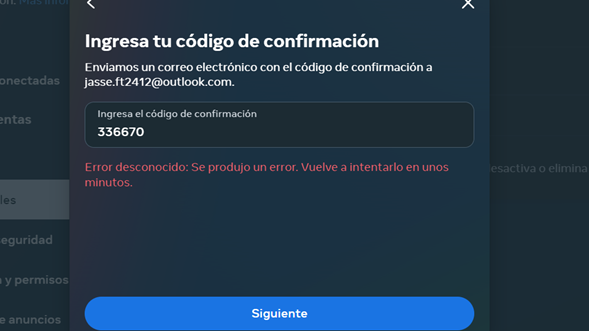 ón. Más infor
Ingresa tu código de confirmación
Enviamos un correo electrónico con el código de confirmación a
jasse.ft2412@outlook.com.
onectadas
Ingresa el código de confirmación
336670
entas
Error desconocido: Se produjo un error. Vuelve a intentarlo en unos
minutos.
esactiva o elimina
les
eguridad
a y permisos
Siguiente
e anuncios